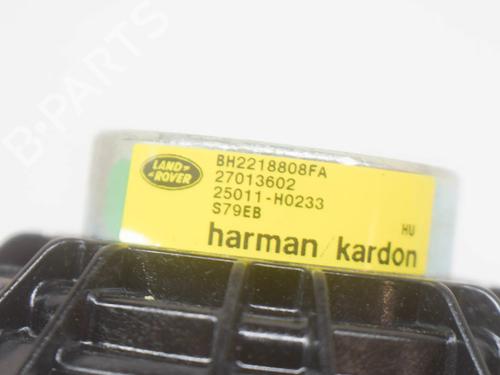 B-PARTS
LAND
ROVER
BH2218808FA
27013602
25011-H0233
S79EB
HU
harman/kardon